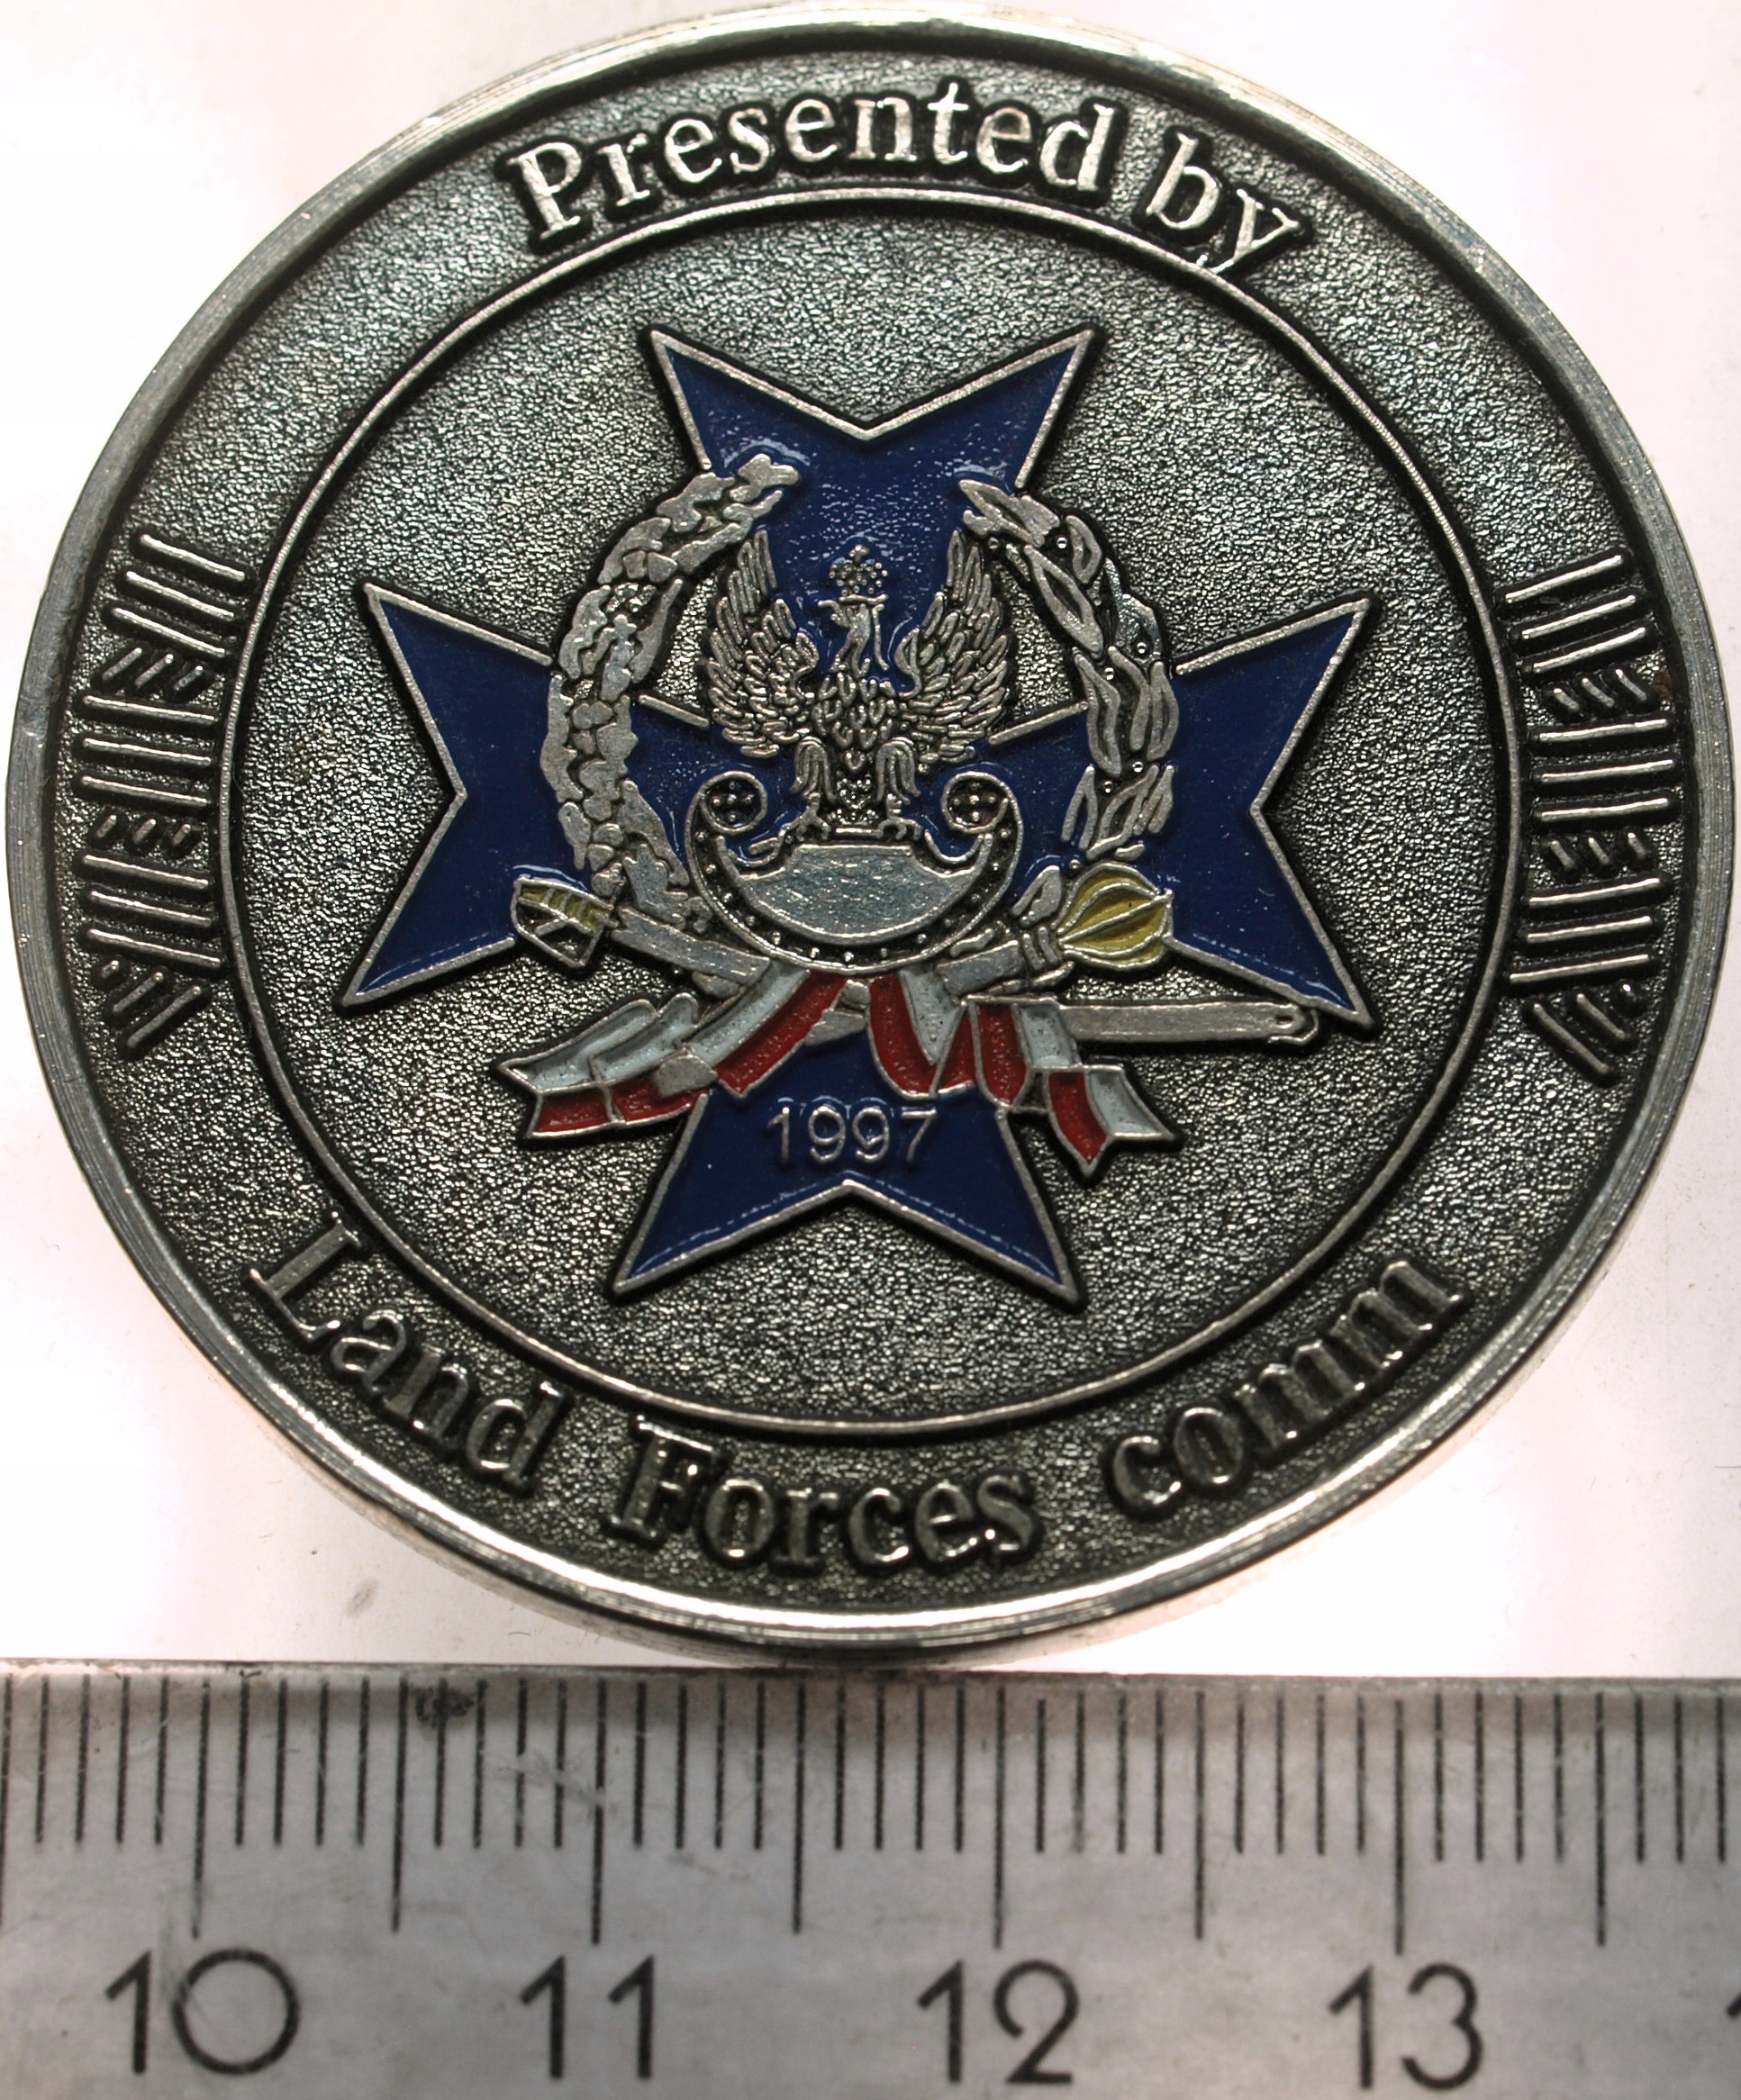 Presented by
1997
Land Forces comm
10 11 12 13